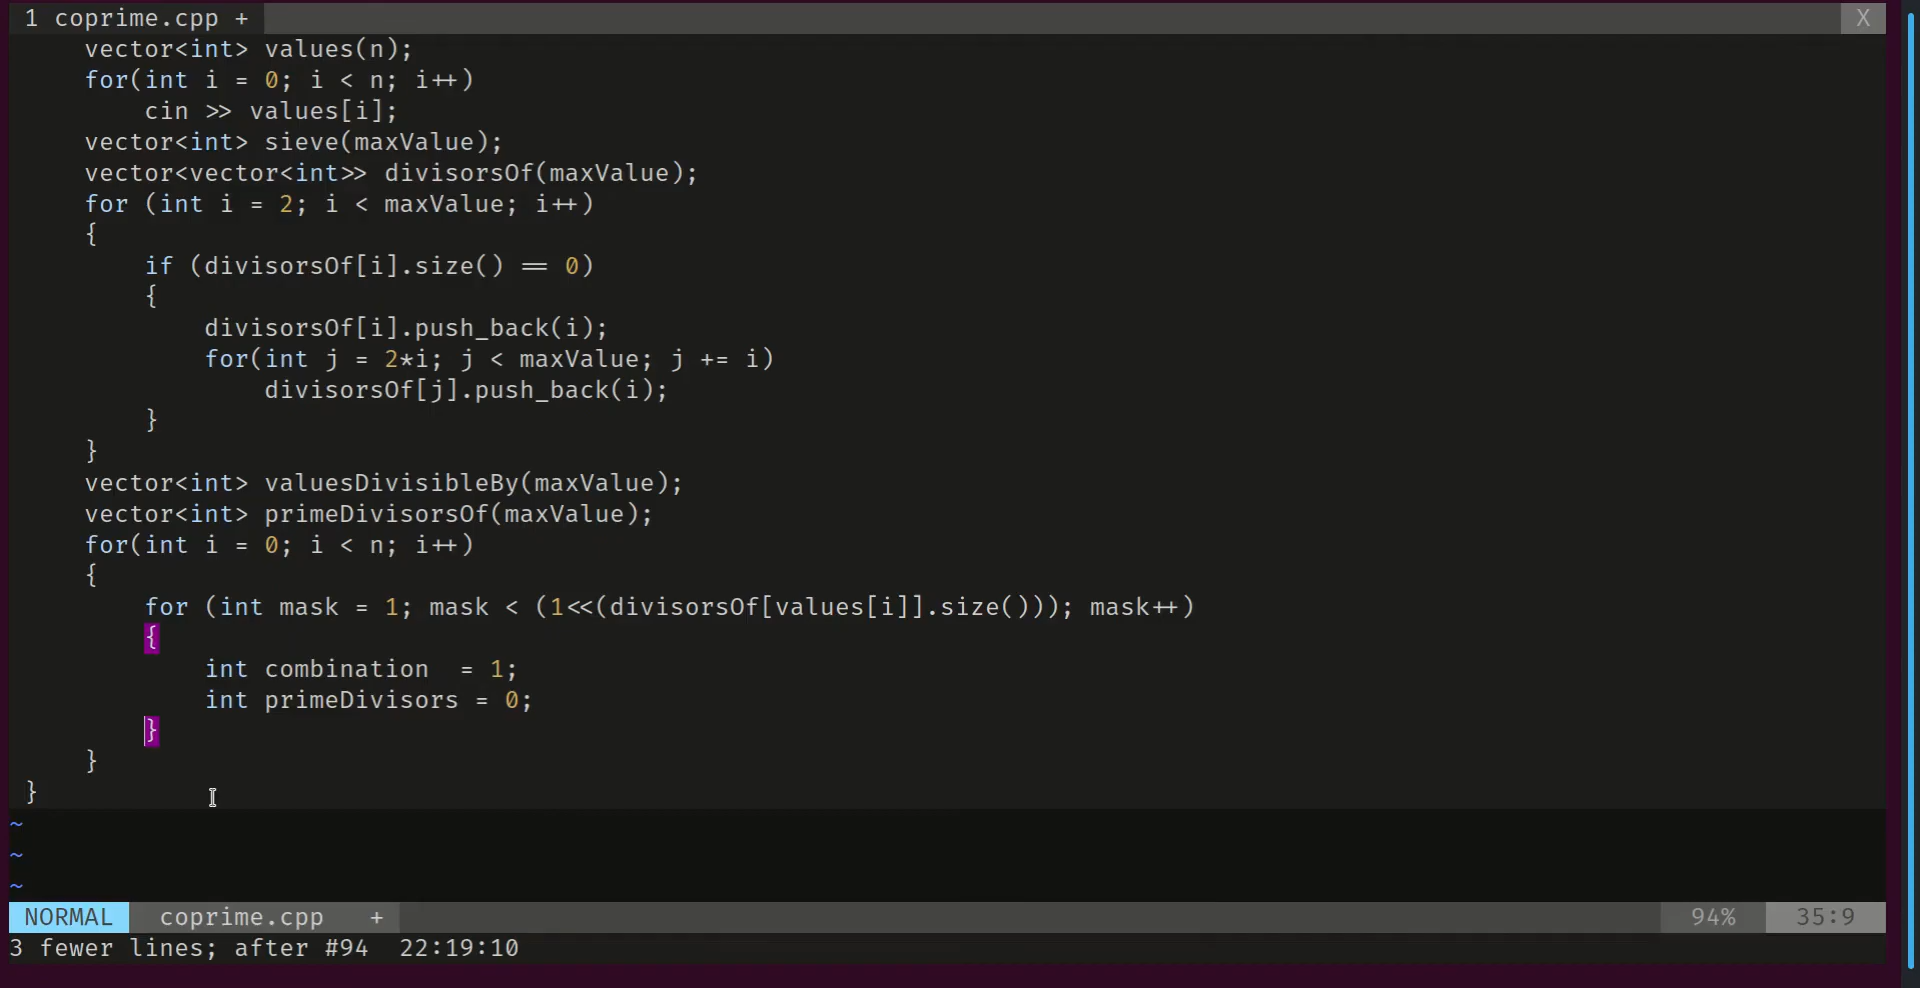 1 coprime.cpp + X
vector<int> values(n);
for(int i = 0; i < n; i++)
cin >> values[i];
vector<int> sieve(maxValue);
vector<vector<int>> divisorsOf(maxValue);
for (int i = 2; i < maxValue; i++)
{
if (divisorsOf[i].size() == 0)
{
divisorsOf[i].push_back(i);
for(int j = 2*i; j < maxValue; j += i)
divisorsOf[j].push_back(i);
}
}
vector<int> valuesDivisibleBy(maxValue);
vector<int> primeDivisorsOf(maxValue);
for(int i = 0; i < n; i++)
{
for (int mask = 1; mask < (1<<(divisorsOf[values[i]].size())); mask++)
{
int combination  = 1;
int primeDivisors = 0;
}
}
}
~
~
~
NORMAL coprime.cpp + 94% 35:9
3 fewer lines; after #94  22:19:10